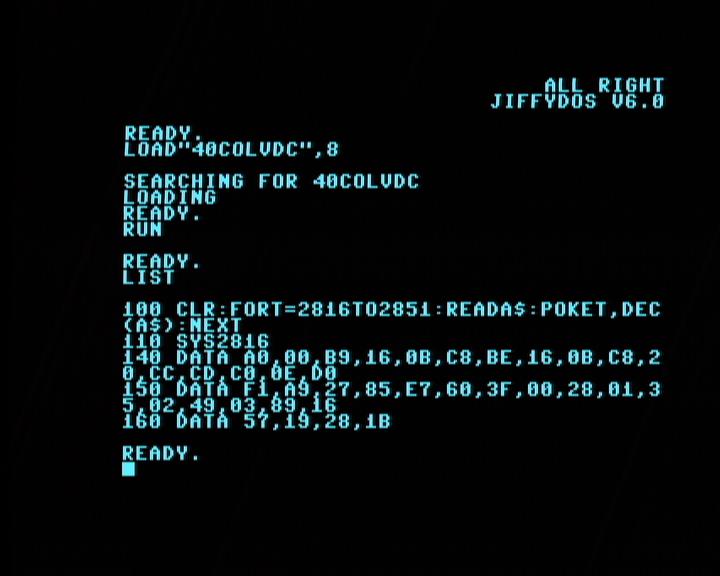 ALL RIGHT
JIFFYDOS V6.0
READY.
LOAD"40COLVDC",8
SEARCHING FOR 40COLVDC
LOADING
READY.
RUN
READY.
LIST
100 CLR:FORT=2816TO2851:READA$:POKET,DEC
(A$):NEXT
110 SYS2816
140 DATA A0,00,B9,16,0B,C8,BE,16,0B,C8,2
0,CC,CD,C0,0E,D0
150 DATA F1,A9,27,85,E7,60,3F,00,28,01,3
5,02,49,03,89,16
160 DATA 57,19,28,1B
READY.